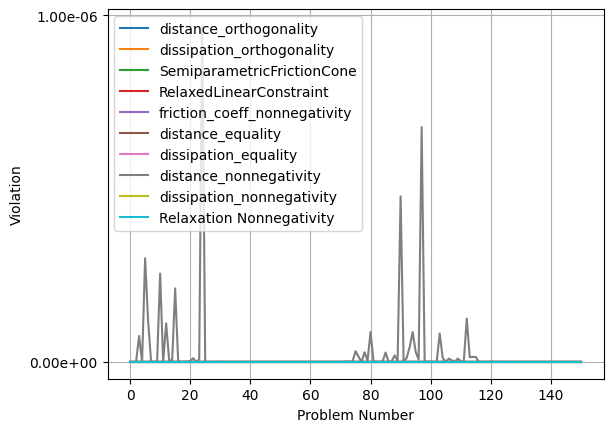 1.00e-06
distance_orthogonality
dissipation_orthogonality
SemiparametricFrictionCone
RelaxedLinearConstraint
friction_coeff_nonnegativity
distance_equality
dissipation_equality
distance_nonnegativity
dissipation_nonnegativity
Relaxation Nonnegativity
Violation
0.00e+00
0 20 40 60 80 100 120 140
Problem Number